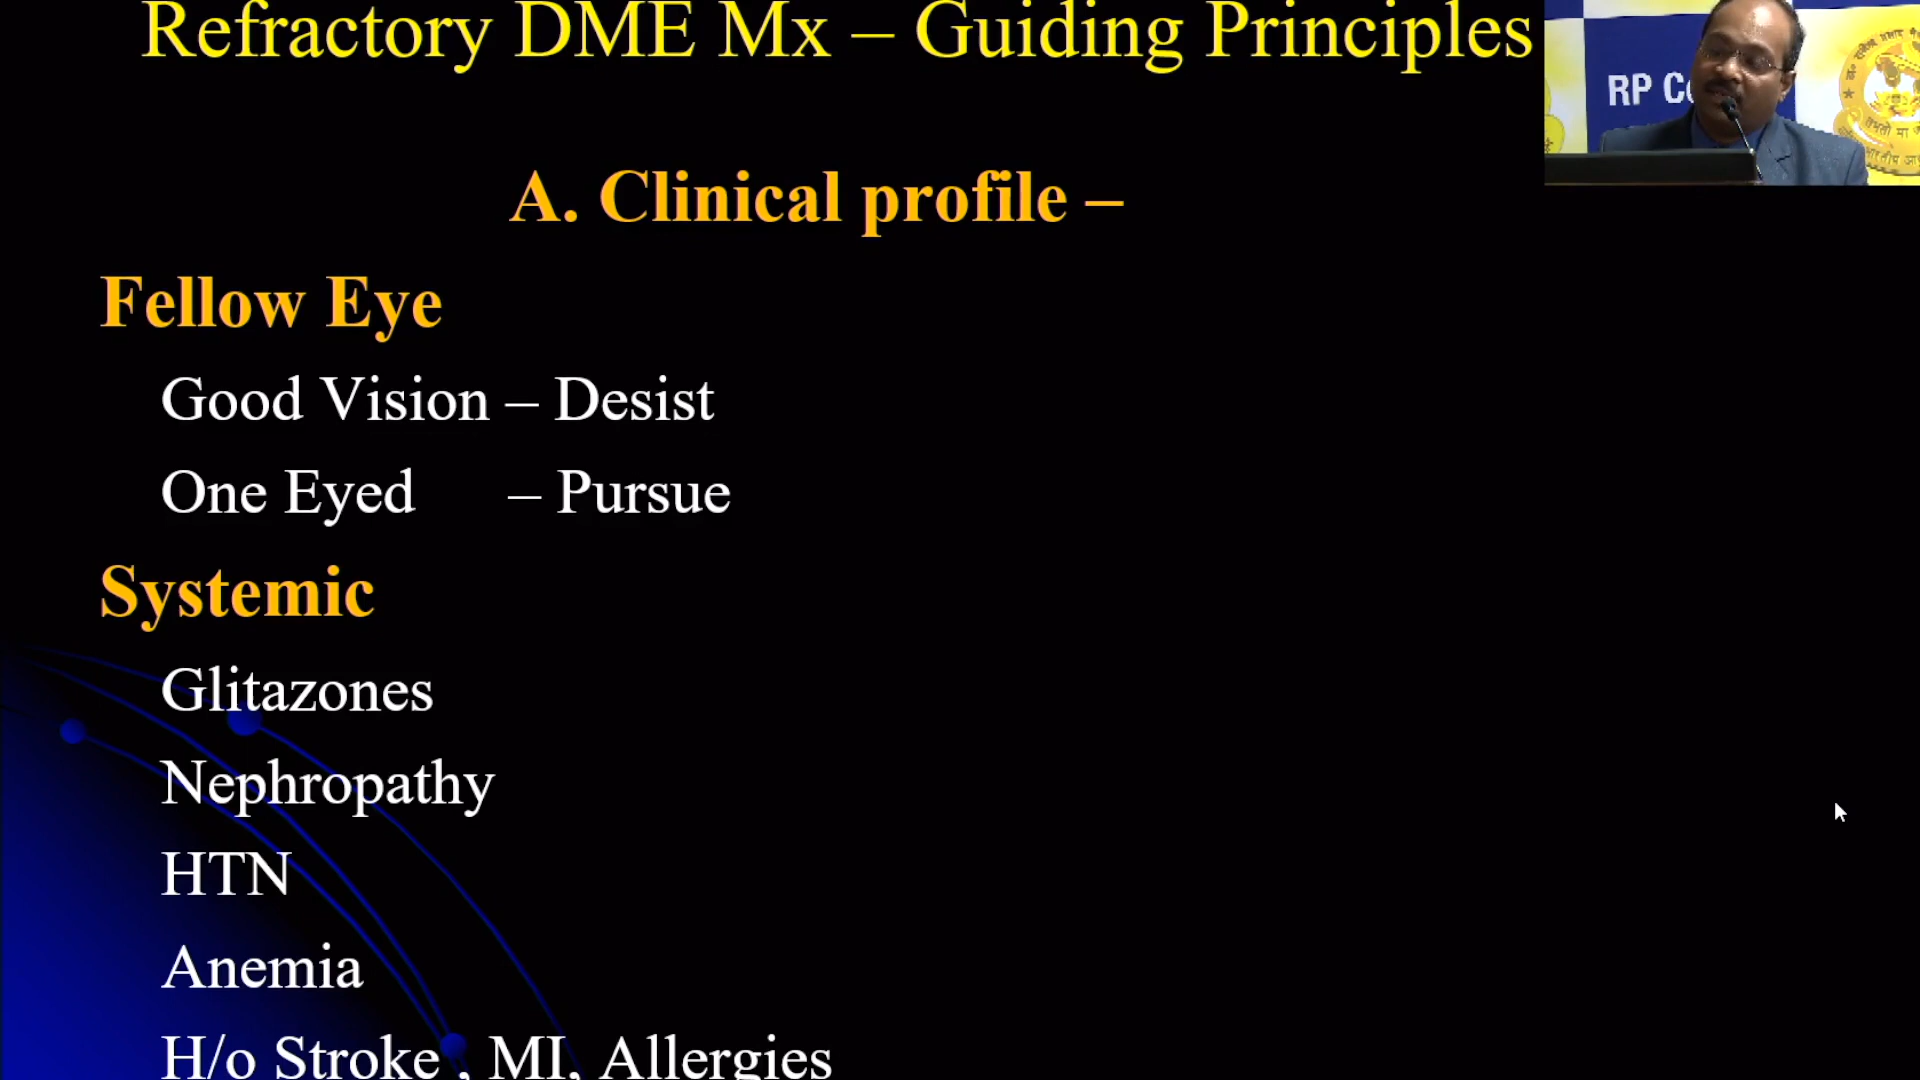 Refractory DME Mx – Guiding Principles
RP
A. Clinical profile –
Fellow Eye
Good Vision – Desist
One Eyed – Pursue
Systemic
Glitazones
Nephropathy
HTN
Anemia
H/o Stroke , MI, Allergies